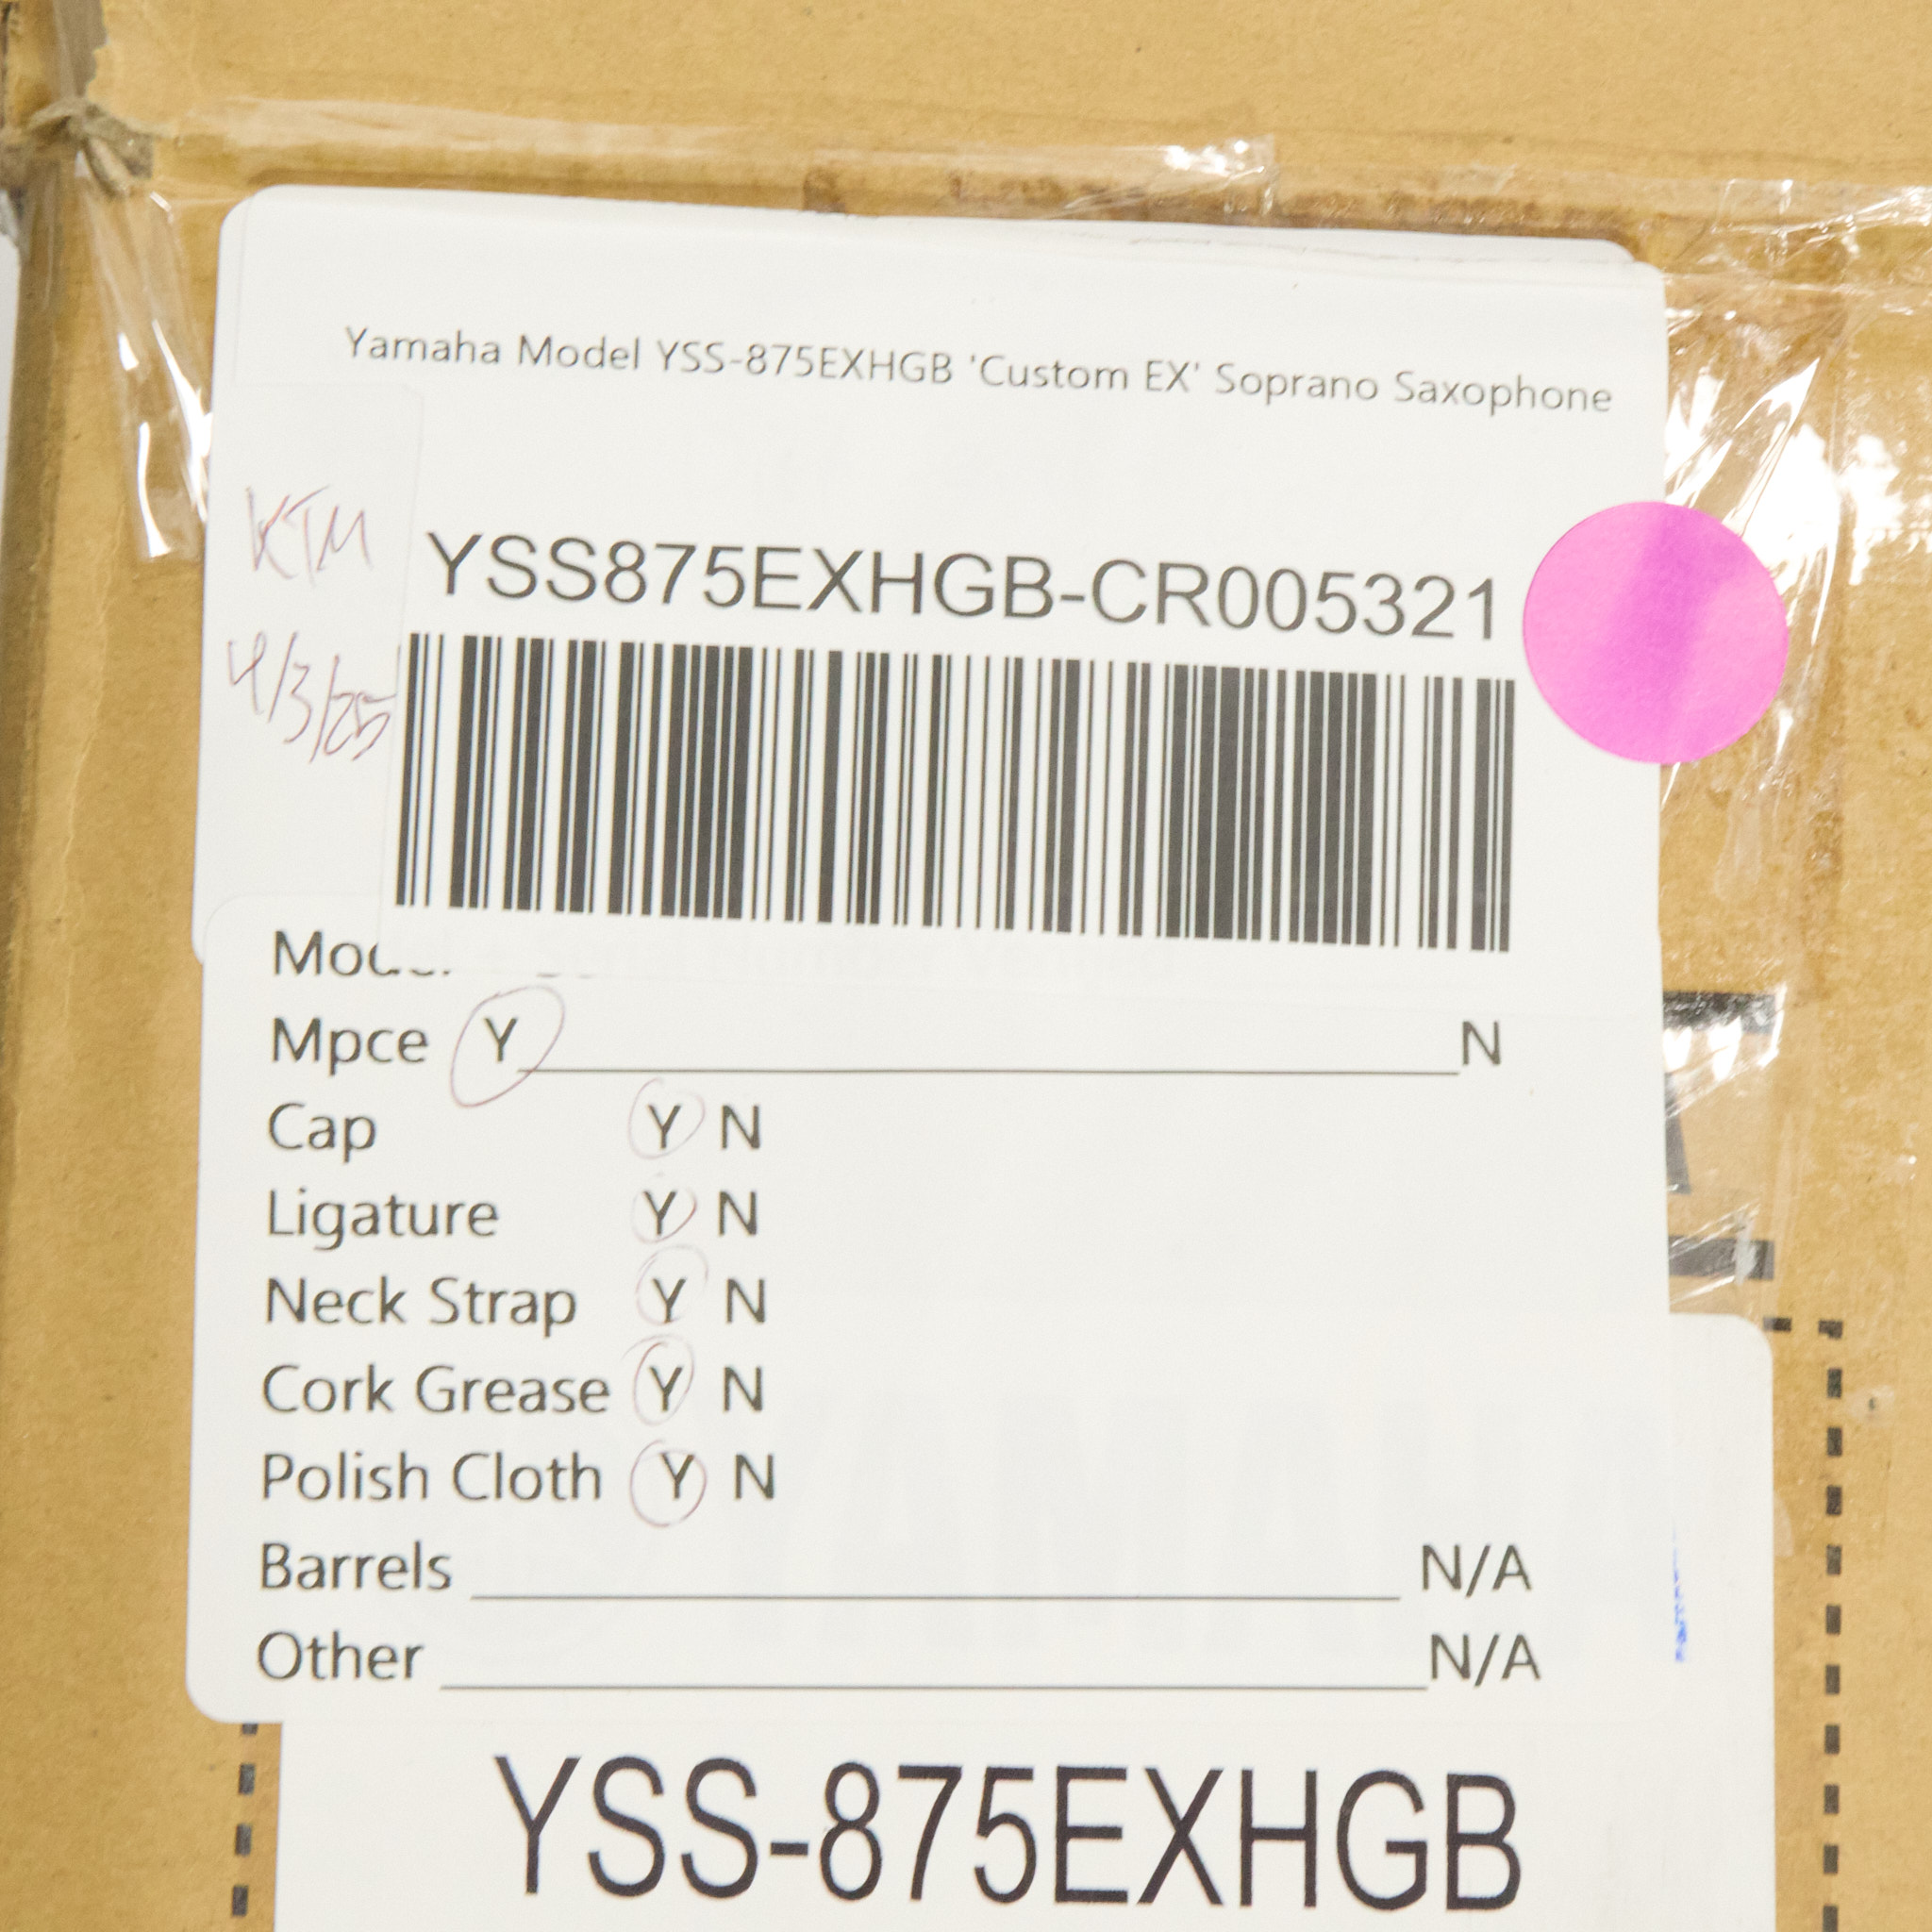 Yamaha Model YSS-875EXHGB 'Custom EX' Soprano Saxophone
KTM
4/3/25
YSS875EXHGB-CR005321
Mpce Y N
Cap Y N
Ligature Y N
Neck Strap Y N
Cork Grease Y N
Polish Cloth Y N
Barrels N/A
Other N/A
YSS-875EXHGB